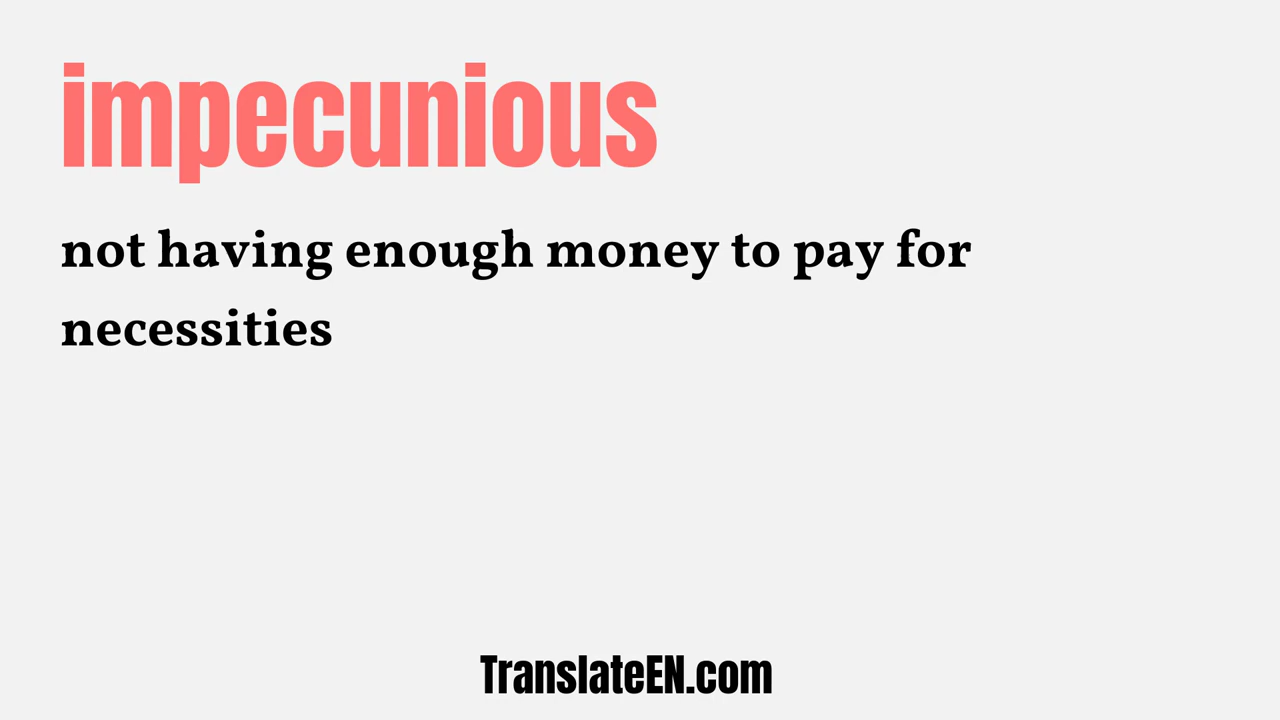 impecunious
not having enough money to pay for
necessities
TranslateEN.com